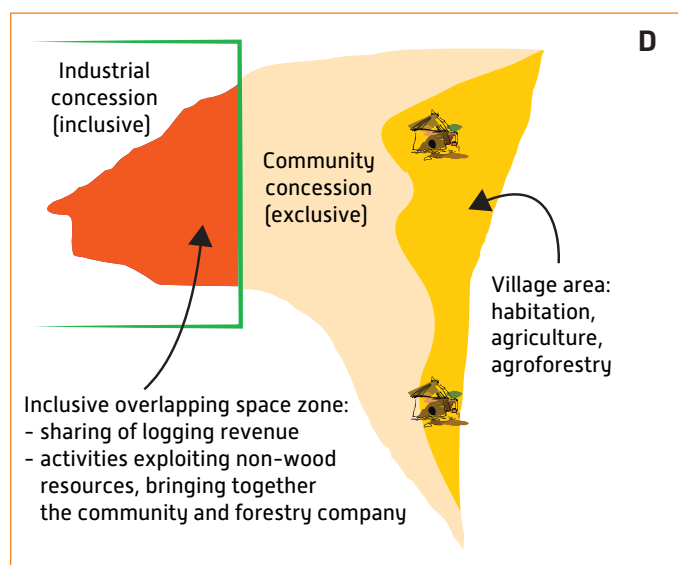 D
Industrial
concession
(inclusive)
Community
concession
(exclusive)
Village area:
habitation,
agriculture,
agroforestry
Inclusive overlapping space zone:
- sharing of logging revenue
- activities exploiting non-wood
resources, bringing together
the community and forestry company